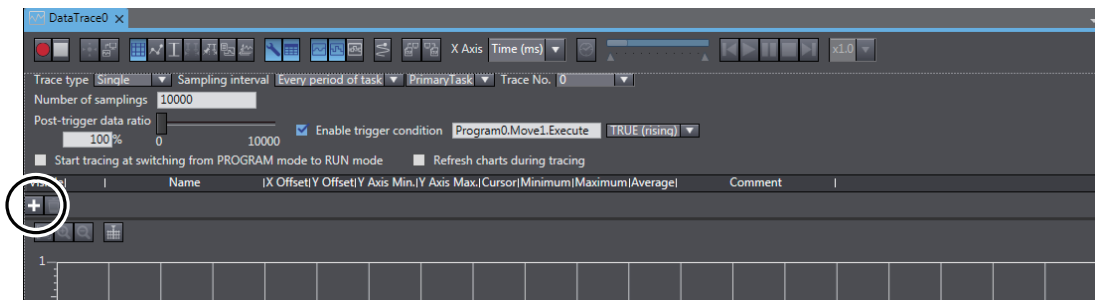 DataTrace0 ×
X Axis Time (ms) x1.0
Trace type Single Sampling interval Every period of task PrimaryTask Trace No. 0
Number of samplings 10000
Post-trigger data ratio
100 % 0 10000 Enable trigger condition Program0.Move1.Execute TRUE (rising)
Start tracing at switching from PROGRAM mode to RUN mode Refresh charts during tracing
Visible| | Name |X Offset|Y Offset|Y Axis Min.|Y Axis Max.|Cursor|Minimum|Maximum|Average| Comment |
1